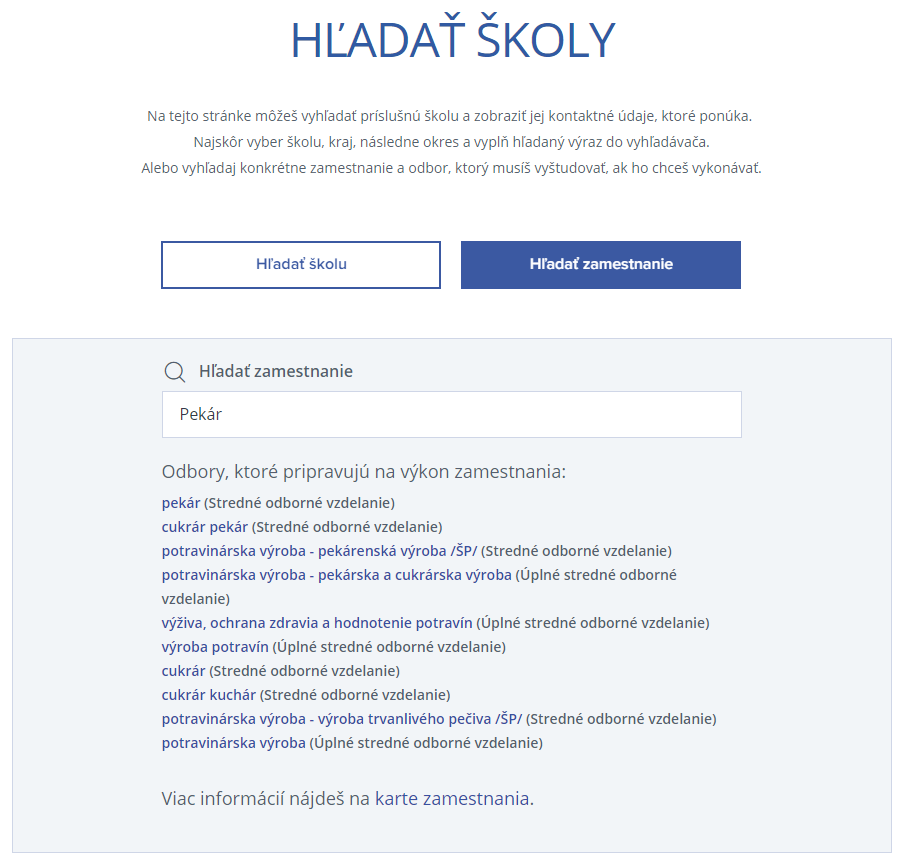 HĽADAŤ ŠKOLY
Na tejto stránke môžeš vyhľadať príslušnú školu a zobraziť jej kontaktné údaje, ktoré ponúka.
Najskôr vyber školu, kraj, následne okres a vyplň hľadaný výraz do vyhľadávača.
Alebo vyhľadaj konkrétne zamestnanie a odbor, ktorý musíš vyštudovať, ak ho chceš vykonávať.
Hľadať školu
Hľadať zamestnanie
Hľadať zamestnanie
Pekár
Odbory, ktoré pripravujú na výkon zamestnania:
pekár (Stredné odborné vzdelanie)
cukrár pekár (Stredné odborné vzdelanie)
potravinárska výroba - pekárenská výroba /ŠP/ (Stredné odborné vzdelanie)
potravinárska výroba - pekárska a cukrárska výroba (Úplné stredné odborné
vzdelanie)
výživa, ochrana zdravia a hodnotenie potravín (Úplné stredné odborné vzdelanie)
výroba potravín (Úplné stredné odborné vzdelanie)
cukrár (Stredné odborné vzdelanie)
cukrár kuchár (Stredné odborné vzdelanie)
potravinárska výroba - výroba trvanlivého pečiva /ŠP/ (Stredné odborné vzdelanie)
potravinárska výroba (Úplné stredné odborné vzdelanie)
Viac informácií nájdeš na karte zamestnania.